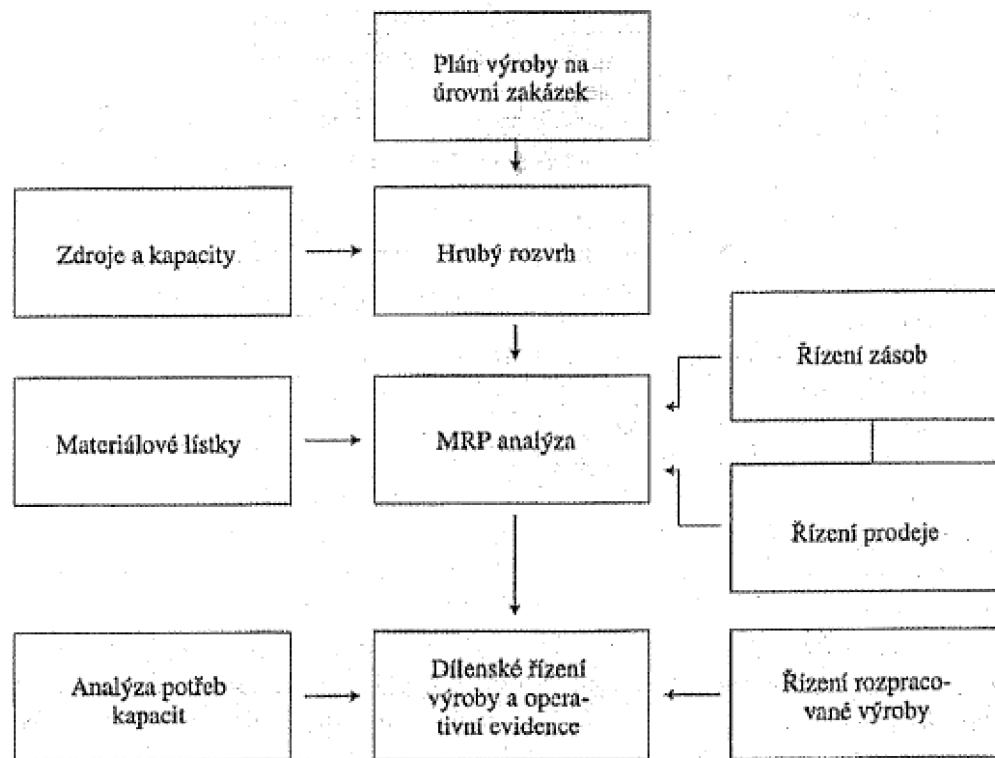 Plán výroby na
úrovní zakázek
Zdroje a kapacity
Hrubý rozvrh
Řízení zásob
Materiálové lístky
MRP analýza
Řízení prodeje
Analýza potřeb
kapacit
Dílenské řízení
výroby a opera-
tivní evidence
Řízení rozpraco-
vané výroby